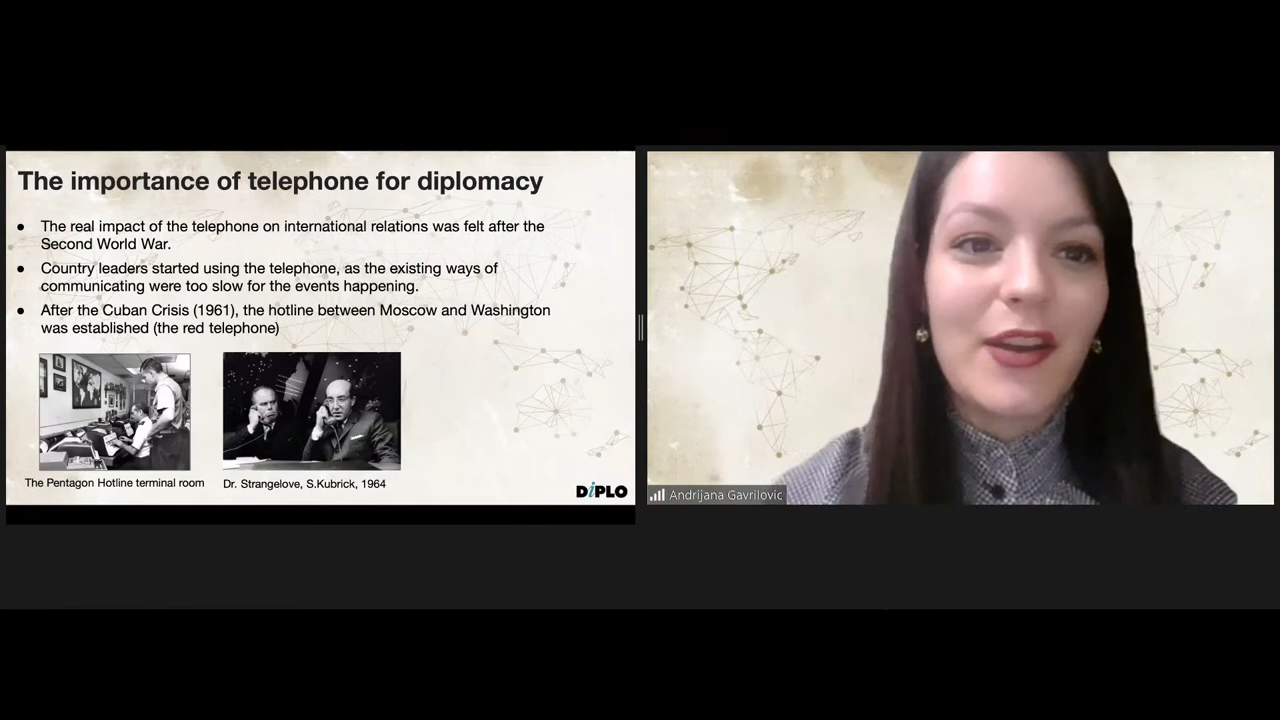 The importance of telephone for diplomacy
● The real impact of the telephone on international relations was felt after the
Second World War.
● Country leaders started using the telephone, as the existing ways of
communicating were too slow for the events happening.
● After the Cuban Crisis (1961), the hotline between Moscow and Washington
was established (the red telephone)
The Pentagon Hotline terminal room
Dr. Strangelove, S.Kubrick, 1964
DiPLO
Andrijana Gavrilovic